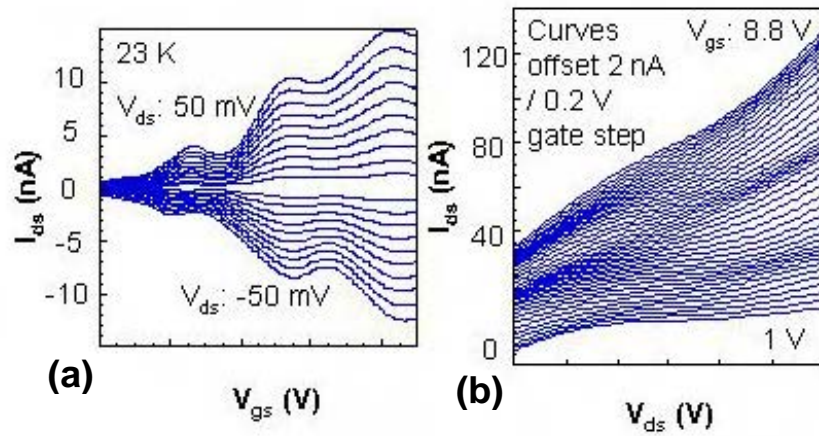 10
5
0
-5
-10
I_ds (nA)
23 K
V_ds: 50 mV
V_ds: -50 mV
V_gs (V)
(a)
120
80
40
0
I_ds (nA)
Curves
offset 2 nA
/ 0.2 V
gate step
V_gs: 8.8 V
1 V
V_ds (V)
(b)